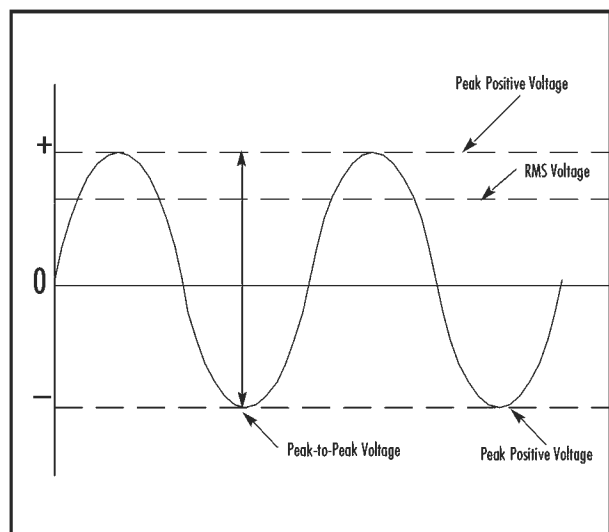 Peak Positive Voltage
+
RMS Voltage
0
−
Peak-to-Peak Voltage
Peak Positive Voltage